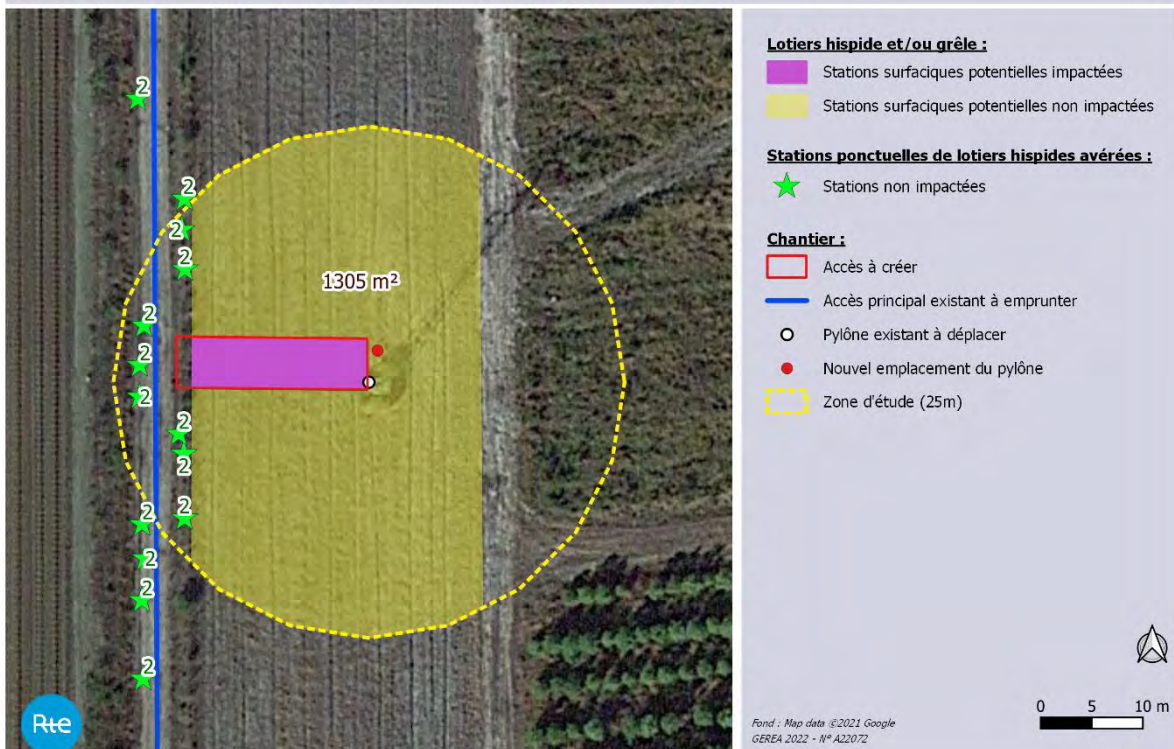 2
2
2
2
1305 m²
2
2
2
2
2
2
2
2
2
Rte
Lotiers hispide et/ou grêle :
Stations surfaciques potentielles impactées
Stations surfaciques potentielles non impactées
Stations ponctuelles de lotiers hispides avérées :
Stations non impactées
Chantier :
Accès à créer
Accès principal existant à emprunter
Pylône existant à déplacer
Nouvel emplacement du pylône
Zone d'étude (25m)
0 5 10 m
Fond : Map data ©2021 Google
GEREA 2022 - N° A22072